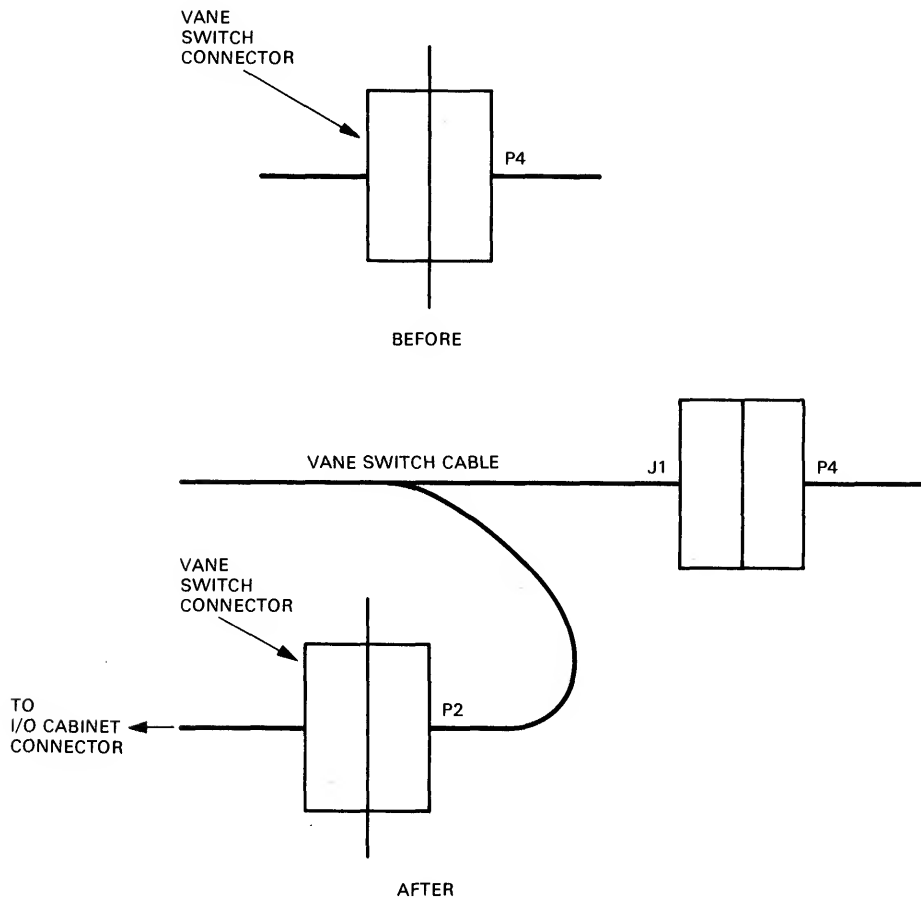 VANE
SWITCH
CONNECTOR
P4
BEFORE
VANE SWITCH CABLE
J1
P4
VANE
SWITCH
CONNECTOR
TO
I/O CABINET
CONNECTOR
P2
AFTER